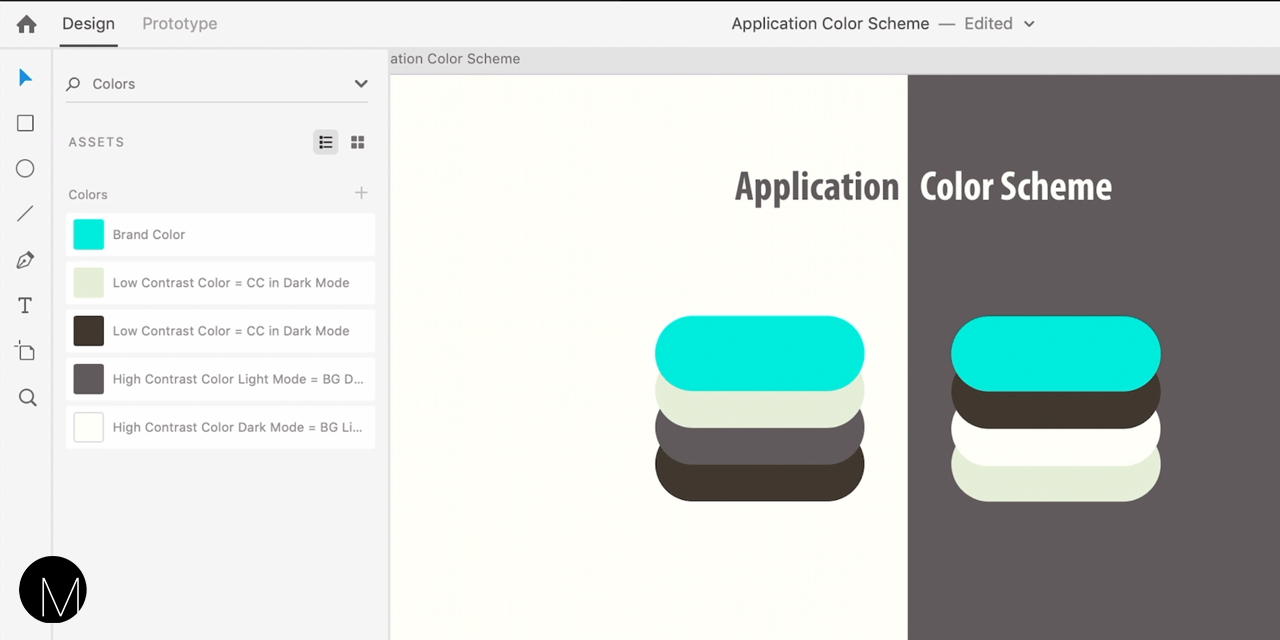 Design Prototype Application Color Scheme — Edited
ation Color Scheme
Colors
ASSETS
Colors
Brand Color
Low Contrast Color = CC in Dark Mode
Low Contrast Color = CC in Dark Mode
High Contrast Color Light Mode = BG D...
High Contrast Color Dark Mode = BG Li...
Application Color Scheme
M